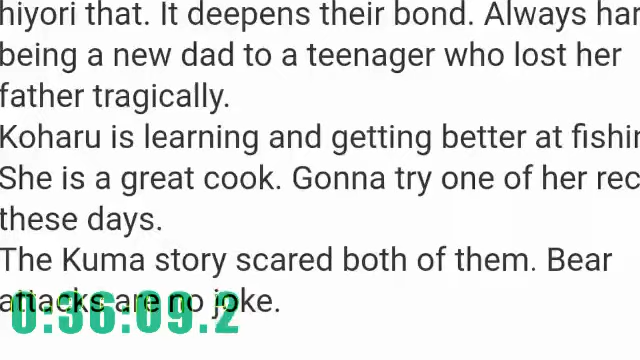 hiyori that. It deepens their bond. Always har
being a new dad to a teenager who lost her
father tragically.
Koharu is learning and getting better at fishin
She is a great cook. Gonna try one of her rec
these days.
The Kuma story scared both of them. Bear
attacks are no joke.
0:36:09.2